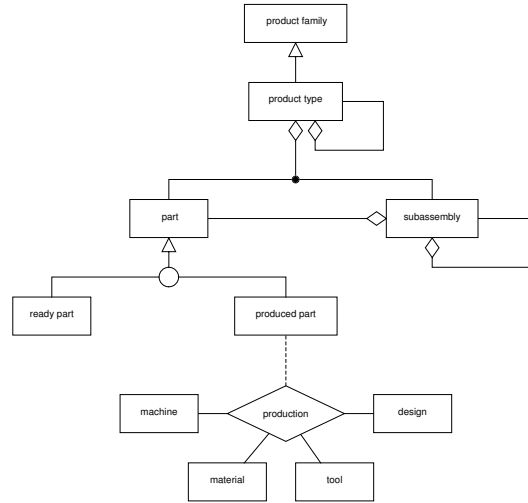 product family
product type
part
subassembly
ready part
produced part
machine
production
design
material
tool